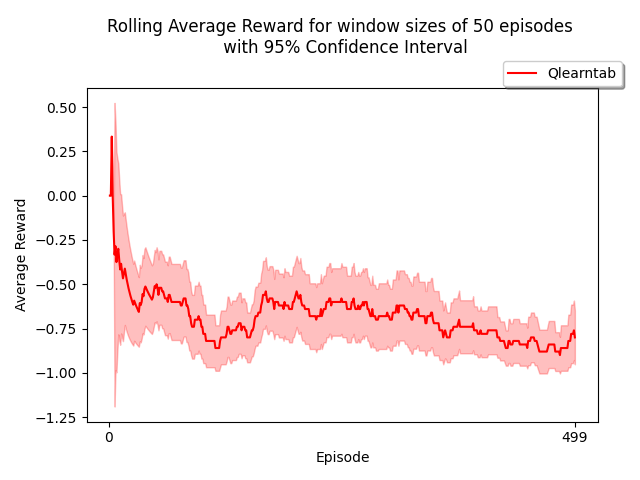 Rolling Average Reward for window sizes of 50 episodes
with 95% Confidence Interval
Qlearntab
Average Reward
0.50
0.25
0.00
−0.25
−0.50
−0.75
−1.00
−1.25
0
499
Episode